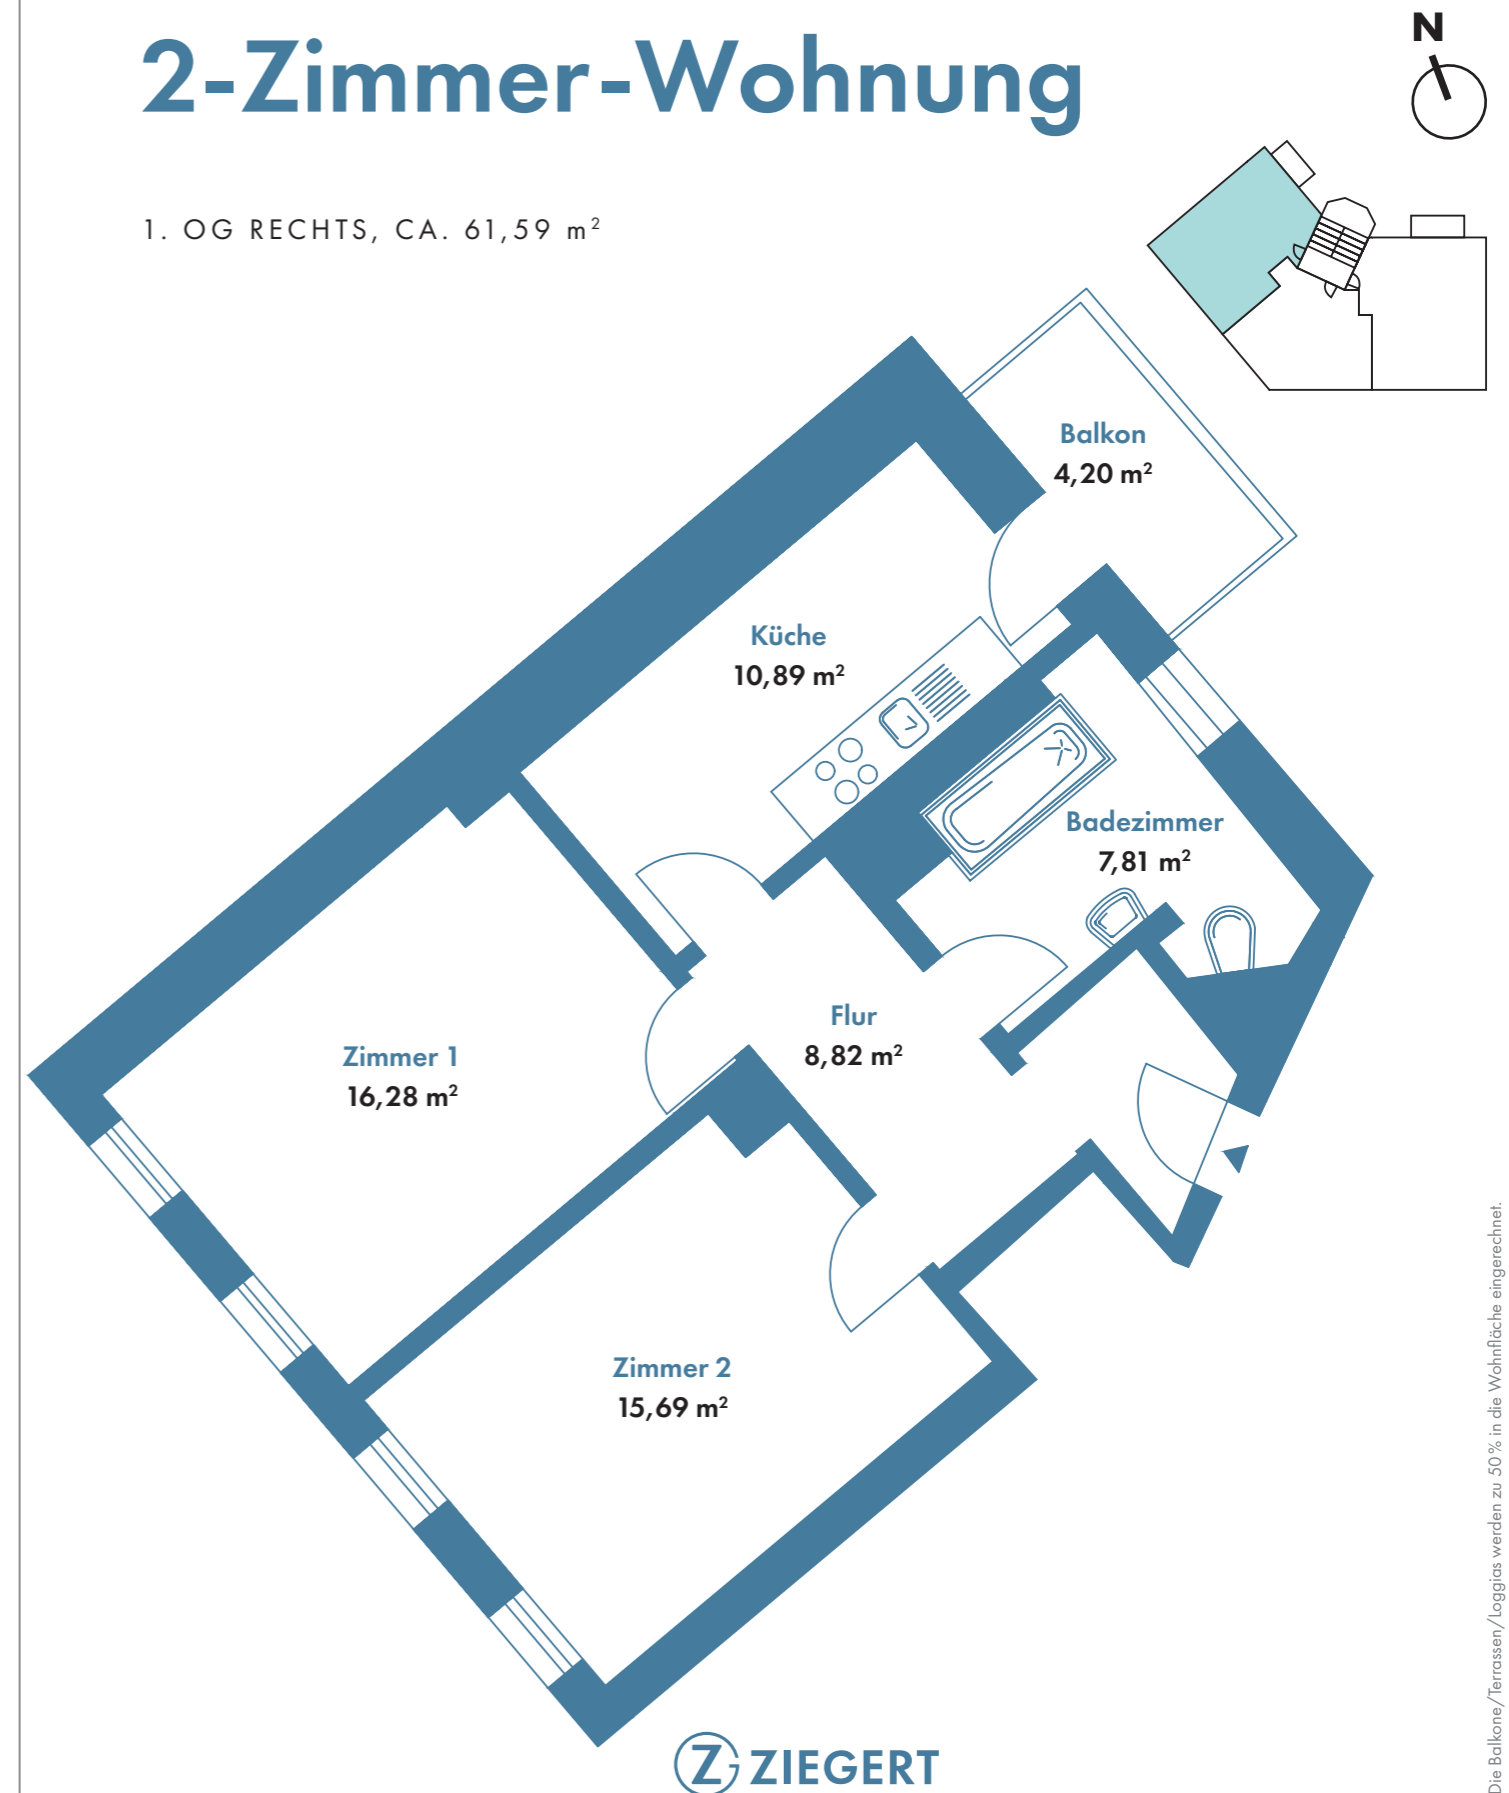 2-Zimmer-Wohnung
N
1. OG RECHTS, CA. 61,59 m²
Balkon
4,20 m²
Küche
10,89 m²
Badezimmer
7,81 m²
Flur
8,82 m²
Zimmer 1
16,28 m²
Zimmer 2
15,69 m²
Die Balkone/Terrassen/Loggias werden zu 50 % in die Wohnfläche eingerechnet.
Z ZIEGERT